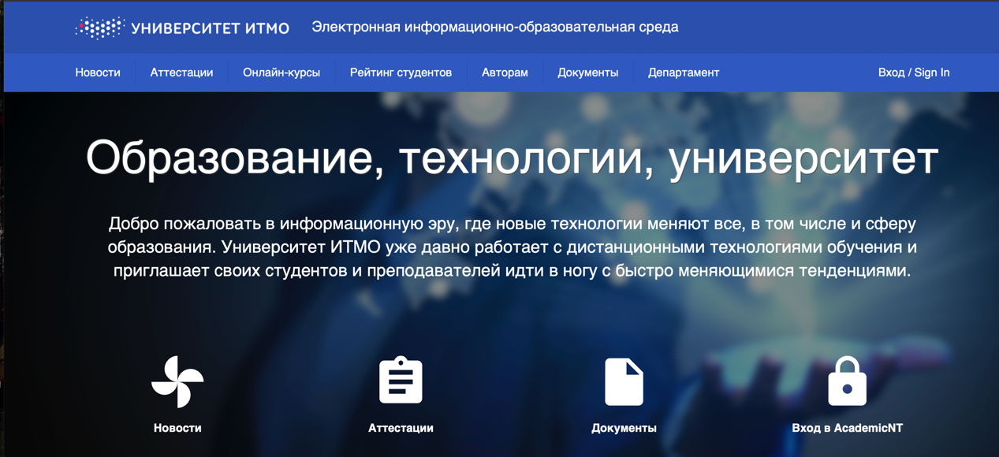 УНИВЕРСИТЕТ ИТМО Электронная информационно-образовательная среда
Новости Аттестации Онлайн-курсы Рейтинг студентов Авторам Документы Департамент Вход / Sign In
Образование, технологии, университет
Добро пожаловать в информационную эру, где новые технологии меняют все, в том числе и сферу
образования. Университет ИТМО уже давно работает с дистанционными технологиями обучения и
приглашает своих студентов и преподавателей идти в ногу с быстро меняющимися тенденциями.
Новости Аттестации Документы Вход в AcademicNT